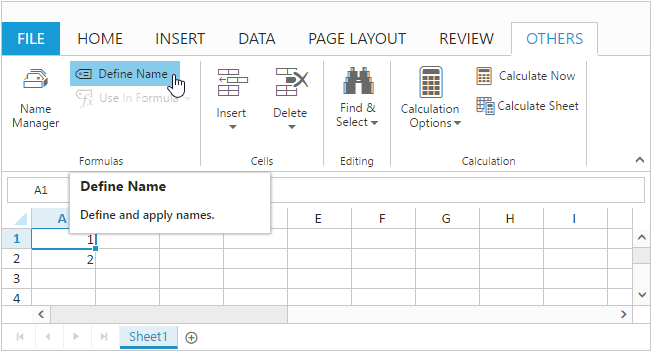 FILE HOME INSERT DATA PAGE LAYOUT REVIEW OTHERS
Name
Manager
Define Name
Use In Formula
Insert
Delete
Find &
Select
Calculation
Options
Calculate Now
Calculate Sheet
Formulas Cells Editing Calculation
A1
Define Name
Define and apply names.
A E F G H I
1 1
2 2
3
4
Sheet1